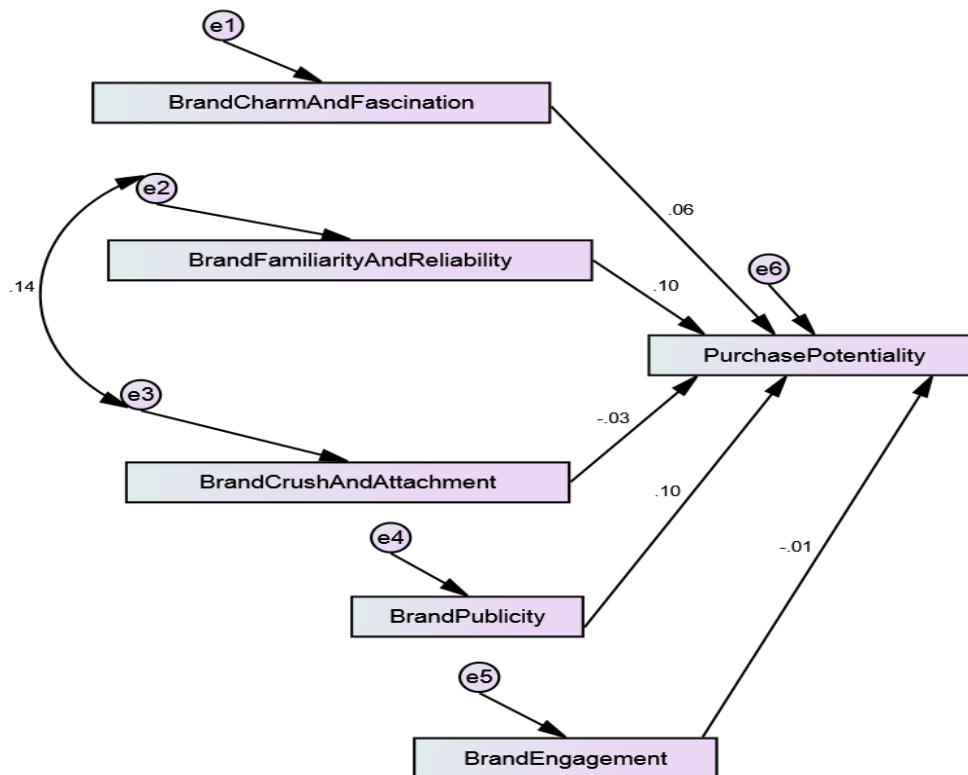 e1
BrandCharmAndFascination
.06
e2
BrandFamiliarityAndReliability
.10
e6
.14
PurchasePotentiality
e3
-.03
BrandCrushAndAttachment
.10
e4
-.01
BrandPublicity
e5
BrandEngagement